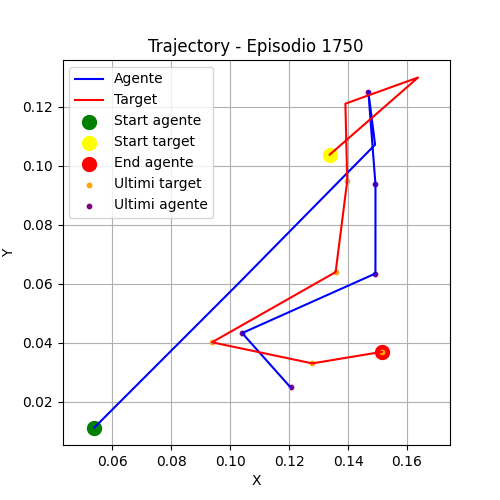 Trajectory - Episodio 1750
Agente
Target
Start agente
Start target
End agente
Ultimi target
Ultimi agente
Y
0.12
0.10
0.08
0.06
0.04
0.02
0.06
0.08
0.10
0.12
0.14
0.16
X